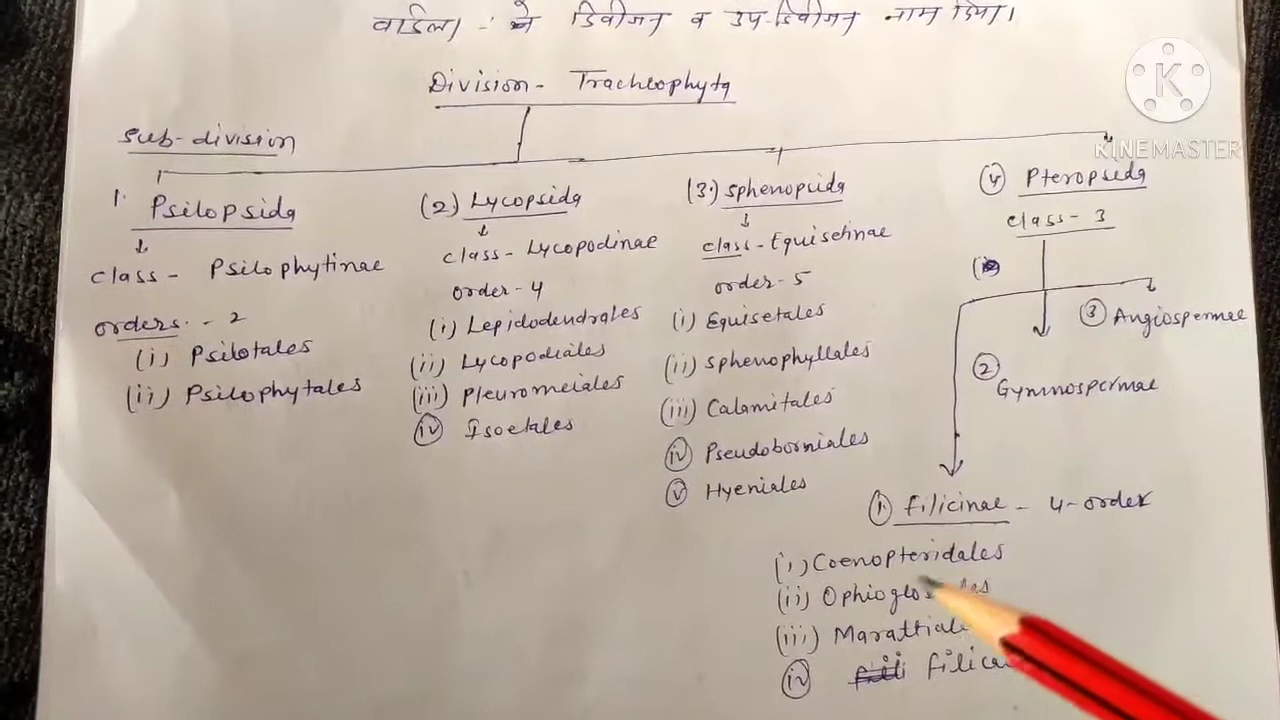 वार्डला :- ने डिवीजन व उप-डिवीजन नाम दिया।
Division - Tracheophyta
Sub-division
1. Psilopsida
class - Psilophytinae
orders. - 2
(i) Psilotales
(ii) Psilophytales
(2) Lycopsida
class - Lycopodinae
order - 4
(i) Lepidodendrales
(ii) Lycopodiales
(iii) Pleuromeiales
(iv) Isoetales
(3.) Sphenopsida
class - Equisetinae
order - 5
(i) Equisetales
(ii) Sphenophyllales
(iii) Calamitales
(iv) Pseudoborniales
(v) Hyeniales
(4) Pteropsida
class - 3
(3) Angiospermae
(2) Gymnospermae
(1) Filicinae - 4 - order
(i) Coenopteridales
(ii)
(iii)
(iv)
KINEMASTER